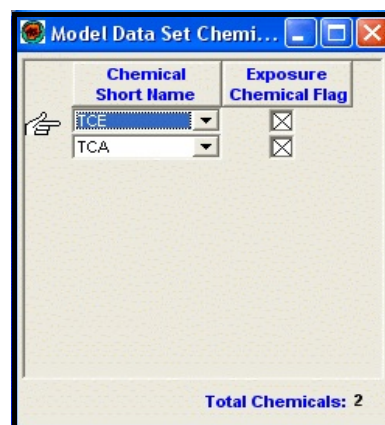 Model Data Set Chemi...
Chemical Exposure
Short Name Chemical Flag
TCE
TCA
Total Chemicals: 2